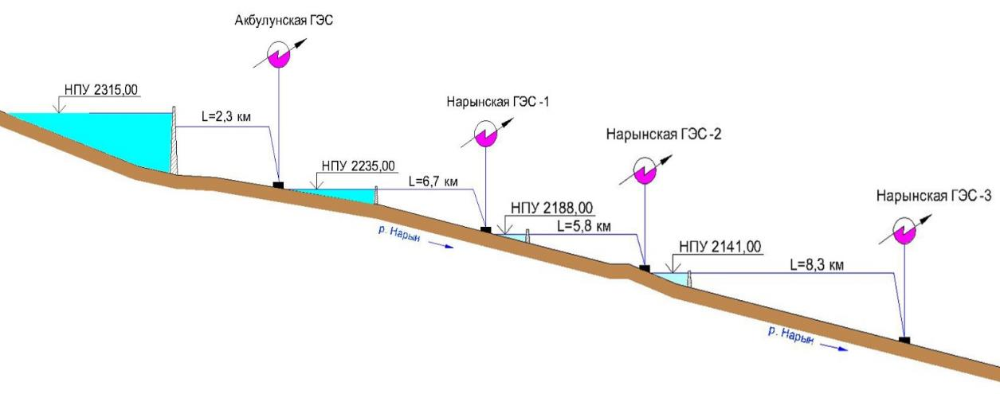 Акбулунская ГЭС
НПУ 2315,00
L=2,3 км
Нарынская ГЭС -1
Нарынская ГЭС -2
НПУ 2235,00
L=6,7 км
Нарынская ГЭС -3
НПУ 2188,00
L=5,8 км
р. Нарын
НПУ 2141,00
L=8,3 км
р. Нарын